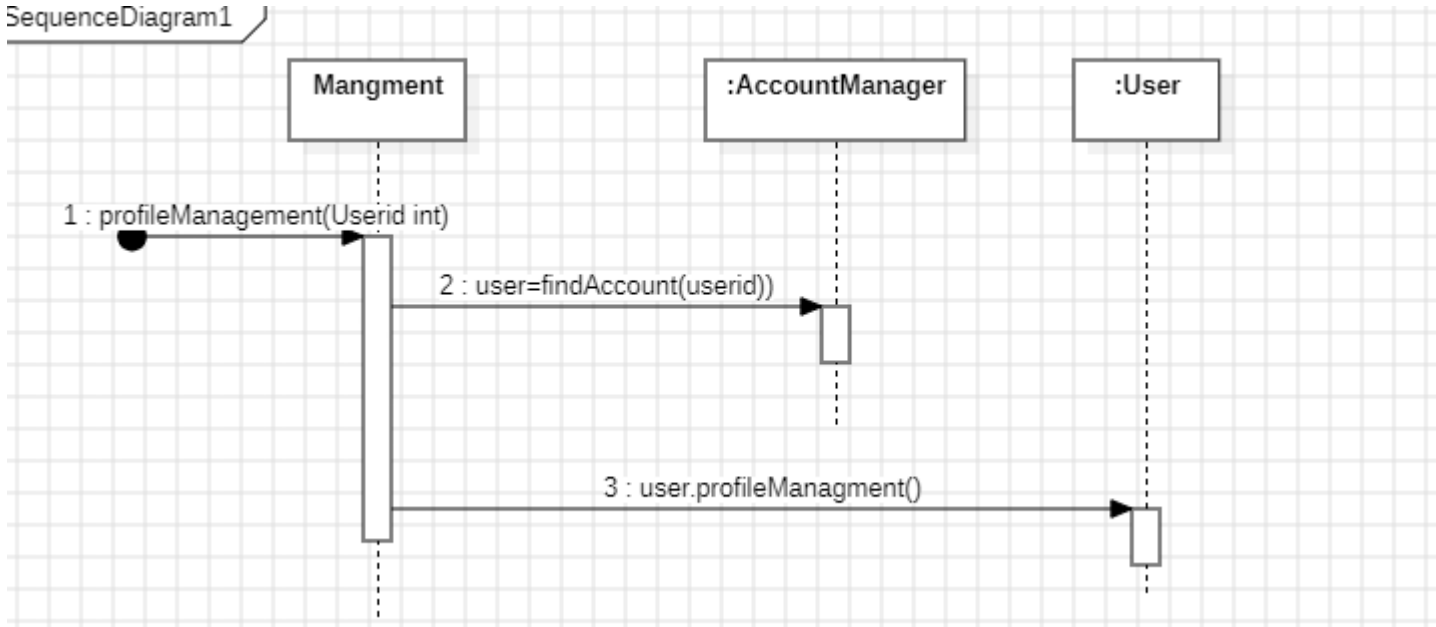 SequenceDiagram1
Mangment
:AccountManager
:User
1 : profileManagement(Userid int)
2 : user=findAccount(userid))
3 : user.profileManagment()